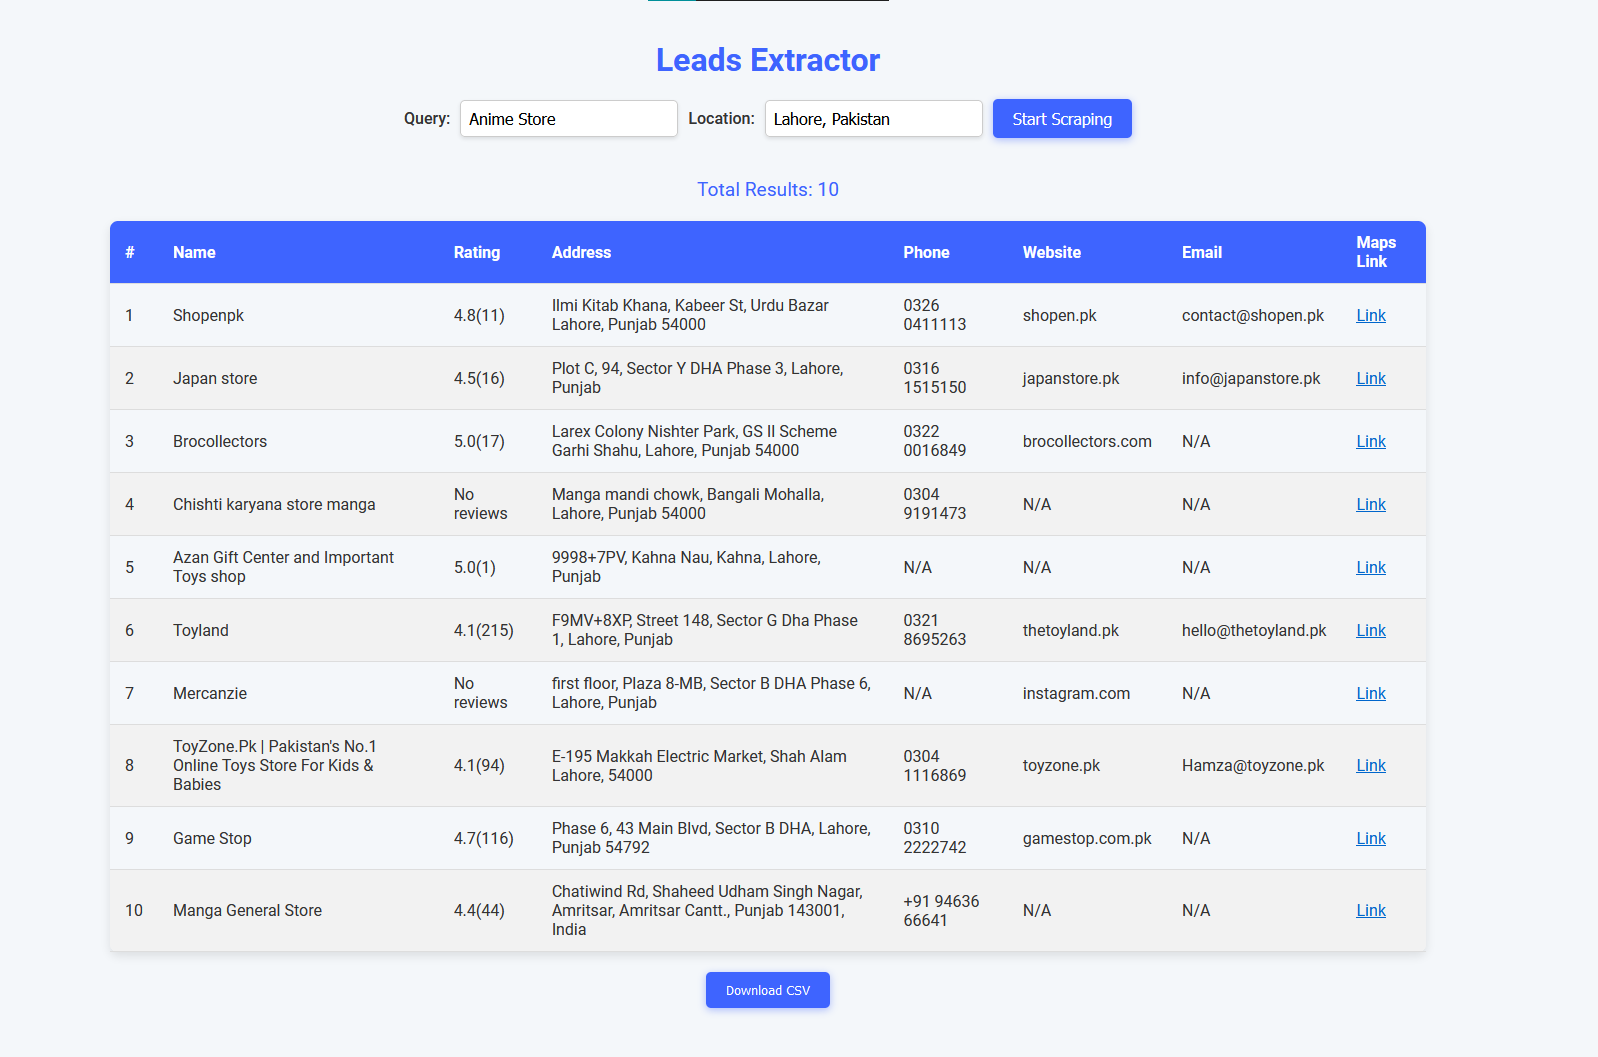 Leads Extractor
Query: Anime Store Location: Lahore, Pakistan Start Scraping
Total Results: 10
# Name Rating Address Phone Website Email Maps Link
1 Shopenpk 4.8(11) Ilmi Kitab Khana, Kabeer St, Urdu Bazar Lahore, Punjab 54000 0326 0411113 shopen.pk contact@shopen.pk Link
2 Japan store 4.5(16) Plot C, 94, Sector Y DHA Phase 3, Lahore, Punjab 0316 1515150 japanstore.pk info@japanstore.pk Link
3 Brocollectors 5.0(17) Larex Colony Nishter Park, GS II Scheme Garhi Shahu, Lahore, Punjab 54000 0322 0016849 brocollectors.com N/A Link
4 Chishti karyana store manga No reviews Manga mandi chowk, Bangali Mohalla, Lahore, Punjab 54000 0304 9191473 N/A N/A Link
5 Azan Gift Center and Important Toys shop 5.0(1) 9998+7PV, Kahna Nau, Kahna, Lahore, Punjab N/A N/A N/A Link
6 Toyland 4.1(215) F9MV+8XP, Street 148, Sector G Dha Phase 1, Lahore, Punjab 0321 8695263 thetoyland.pk hello@thetoyland.pk Link
7 Mercanzie No reviews first floor, Plaza 8-MB, Sector B DHA Phase 6, Lahore, Punjab N/A instagram.com N/A Link
8 ToyZone.Pk | Pakistan's No.1 Online Toys Store For Kids & Babies 4.1(94) E-195 Makkah Electric Market, Shah Alam Lahore, 54000 0304 1116869 toyzone.pk Hamza@toyzone.pk Link
9 Game Stop 4.7(116) Phase 6, 43 Main Blvd, Sector B DHA, Lahore, Punjab 54792 0310 2222742 gamestop.com.pk N/A Link
10 Manga General Store 4.4(44) Chatiwind Rd, Shaheed Udham Singh Nagar, Amritsar, Amritsar Cantt., Punjab 143001, India +91 94636 66641 N/A N/A Link
Download CSV